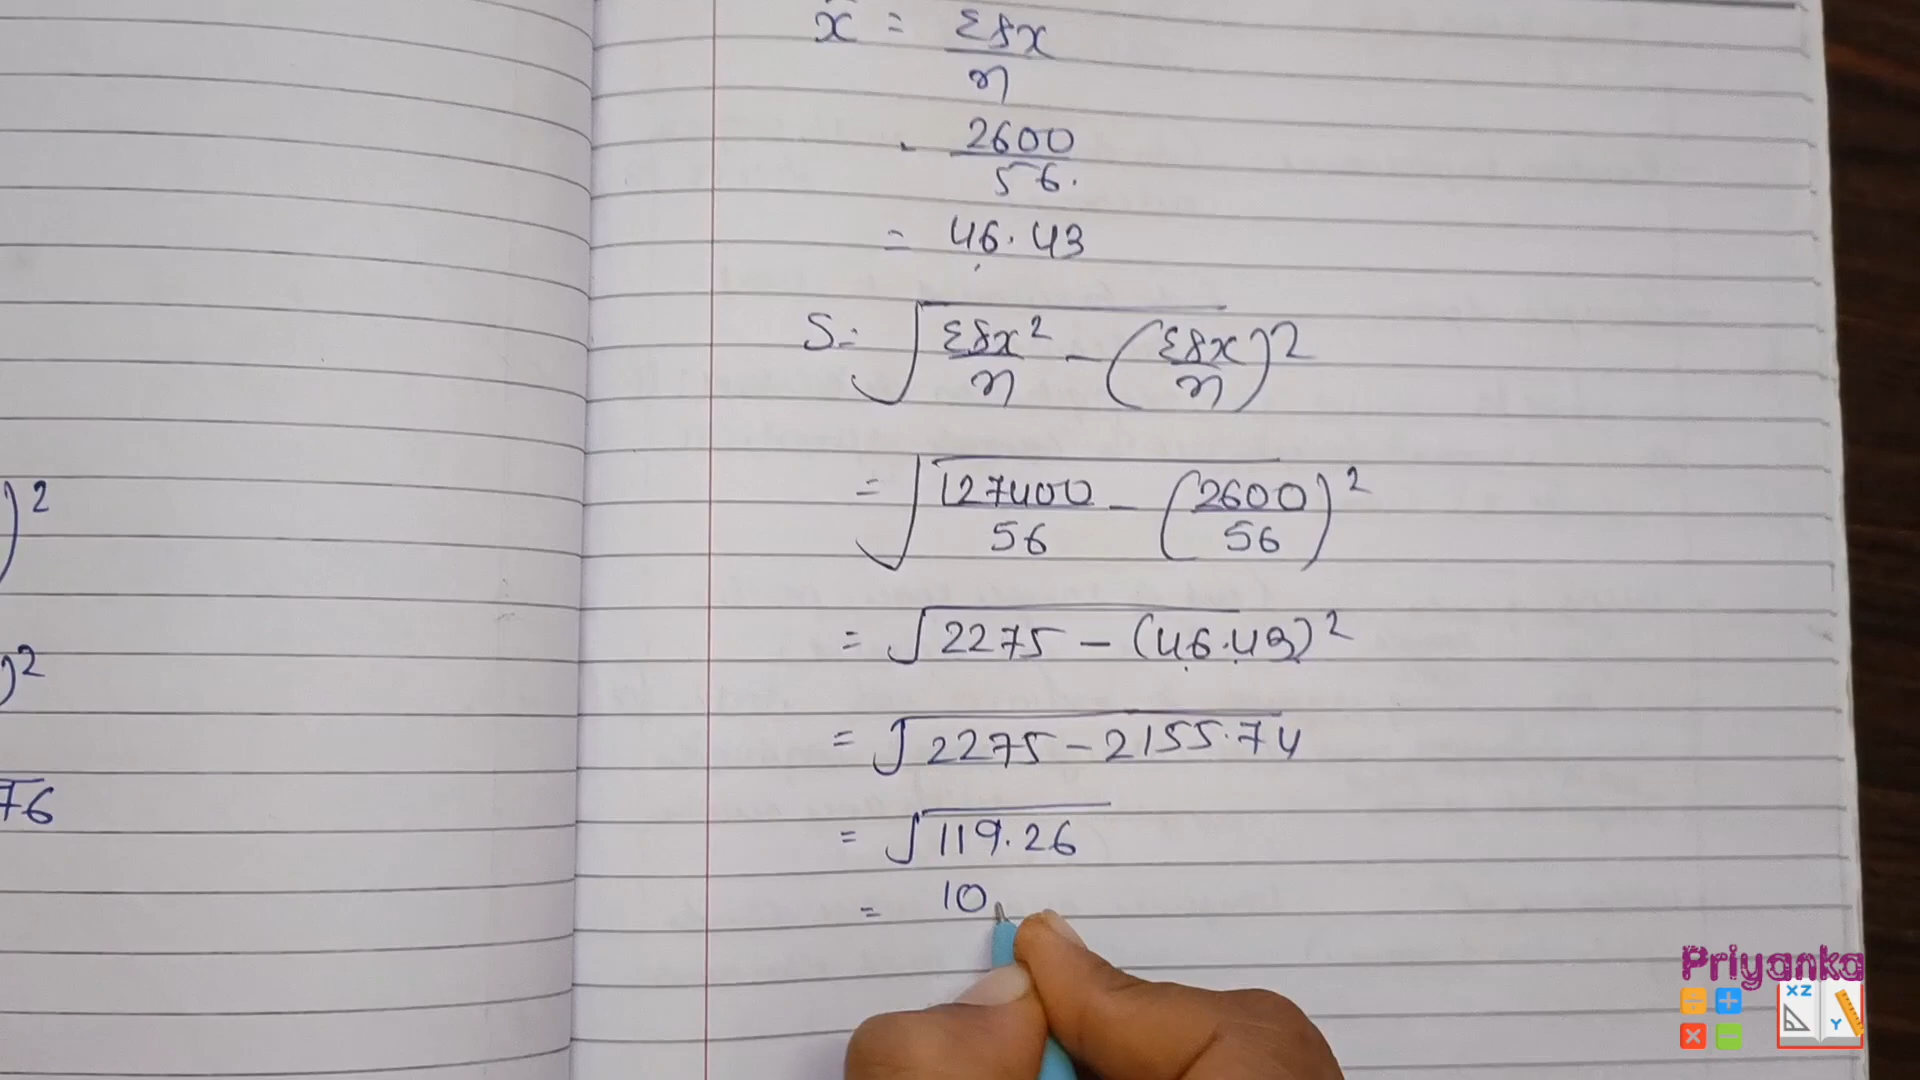 x̄ = Σfx
n
2600
56.
= 46.43
S = √ Σfx² - (Σfx)²
n n
= √ 127400 - (2600)²
56 56
= √2275 - (46.43)²
= √2275 - 2155.74
= √119.26
= 10.
)²
)²
76
Priyanka
XZ
Y